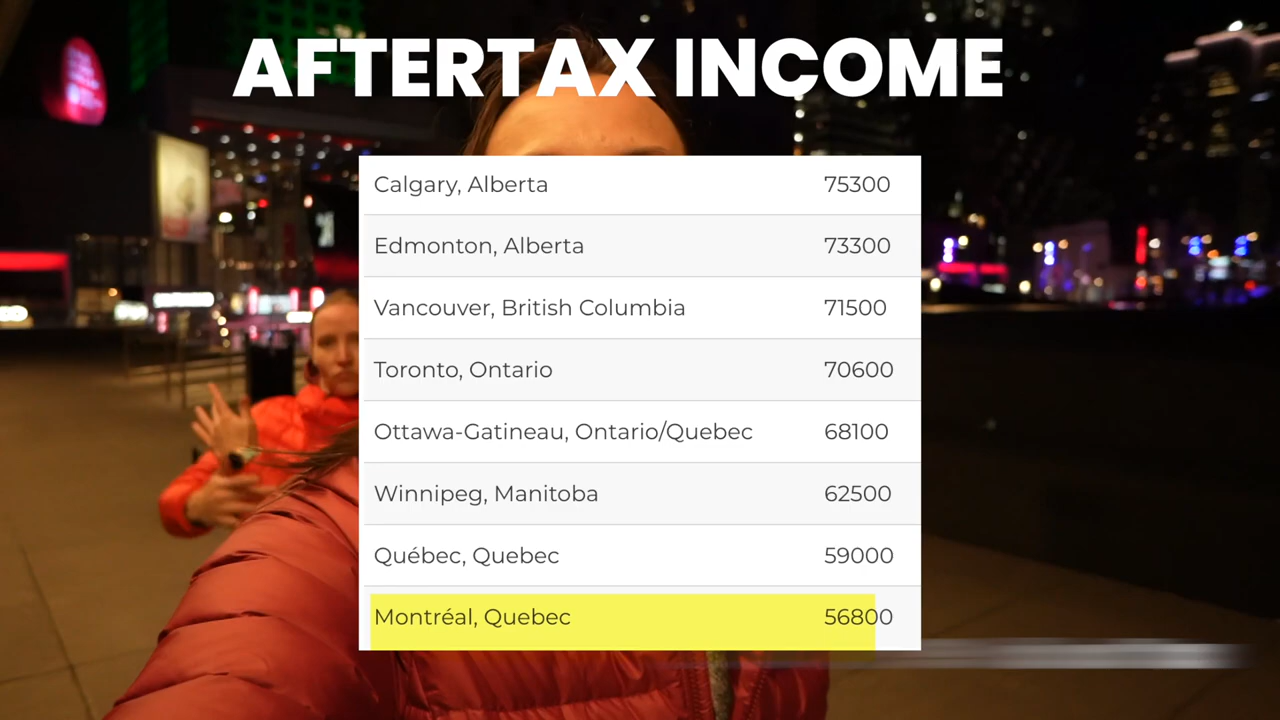 AFTERTAX INCOME
Calgary, Alberta 75300
Edmonton, Alberta 73300
Vancouver, British Columbia 71500
Toronto, Ontario 70600
Ottawa-Gatineau, Ontario/Quebec 68100
Winnipeg, Manitoba 62500
Québec, Quebec 59000
Montréal, Quebec 56800